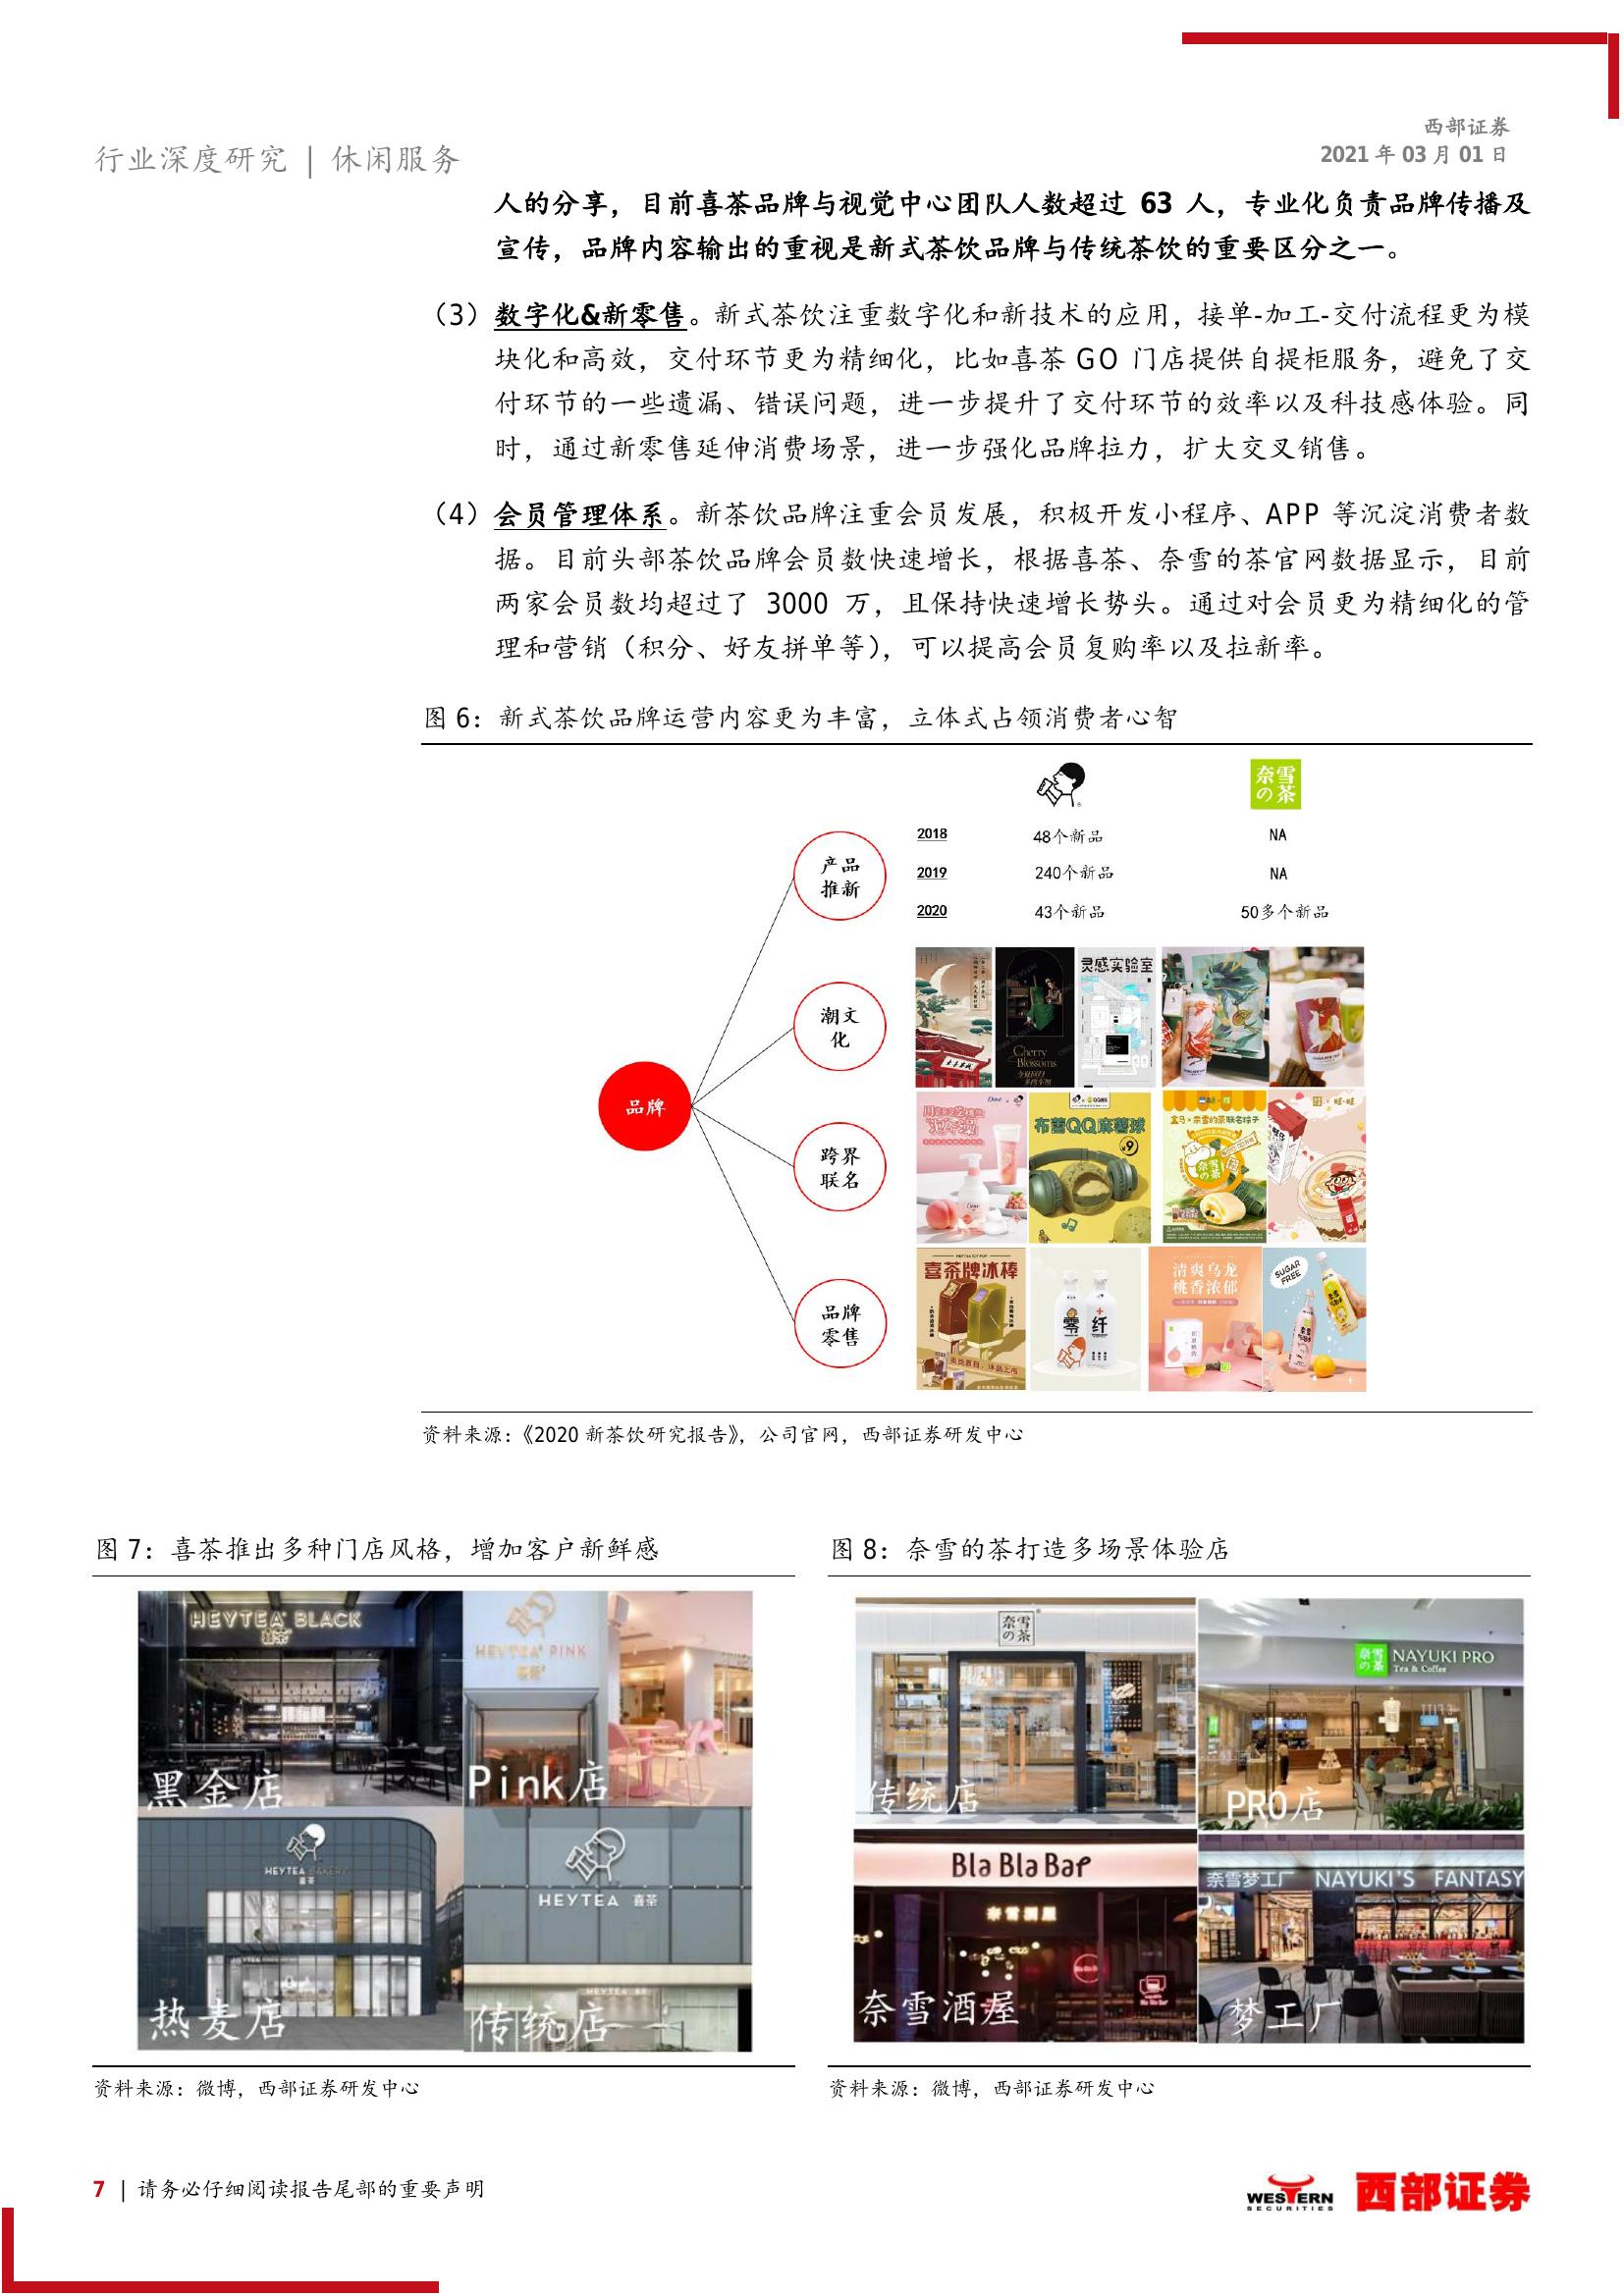 行业深度研究 | 休闲服务
西部证券
2021 年 03 月 01 日
人的分享，目前喜茶品牌与视觉中心团队人数超过 63 人，专业化负责品牌传播及
宣传，品牌内容输出的重视是新式茶饮品牌与传统茶饮的重要区分之一。
（3）数字化&新零售。新式茶饮注重数字化和新技术的应用，接单-加工-交付流程更为模
块化和高效，交付环节更为精细化，比如喜茶 GO 门店提供自提柜服务，避免了交
付环节的一些遗漏、错误问题，进一步提升了交付环节的效率以及科技感体验。同
时，通过新零售延伸消费场景，进一步强化品牌拉力，扩大交叉销售。
（4）会员管理体系。新茶饮品牌注重会员发展，积极开发小程序、APP 等沉淀消费者数
据。目前头部茶饮品牌会员数快速增长，根据喜茶、奈雪的茶官网数据显示，目前
两家会员数均超过了 3000 万，且保持快速增长势头。通过对会员更为精细化的管
理和营销（积分、好友拼单等），可以提高会员复购率以及拉新率。
图 6：新式茶饮品牌运营内容更为丰富，立体式占领消费者心智
奈雪
の茶
2018 48个新品 NA
2019 240个新品 NA
2020 43个新品 50多个新品
产品
推新
潮文
化
品牌
跨界
联名
品牌
零售
灵感实验室
Cherry
Blossoms
布蕾QQ麻薯球
¥9
盒马×奈雪的茶联名粽子
奈雪
の茶
喜茶牌冰棒
零 纤
清爽乌龙
桃香浓郁
SUGAR
FREE
资料来源：《2020 新茶饮研究报告》，公司官网，西部证券研发中心
图 7：喜茶推出多种门店风格，增加客户新鲜感
HEYTEA BLACK
喜茶
黑金店
HEYTEA PINK
喜茶
Pink店
HEYTEA BAKERY
喜茶
热麦店
HEYTEA 喜茶
传统店
资料来源：微博，西部证券研发中心
图 8：奈雪的茶打造多场景体验店
奈雪
の茶
传统店
奈雪
の茶
NAYUKI PRO
Tea & Coffee
PRO店
Bla Bla Bar
奈雪酒屋
奈雪酒屋
奈雪梦工厂 NAYUKI'S FANTASY
梦工厂
资料来源：微博，西部证券研发中心
7 | 请务必仔细阅读报告尾部的重要声明
WESTERN
SECURITIES
西部证券